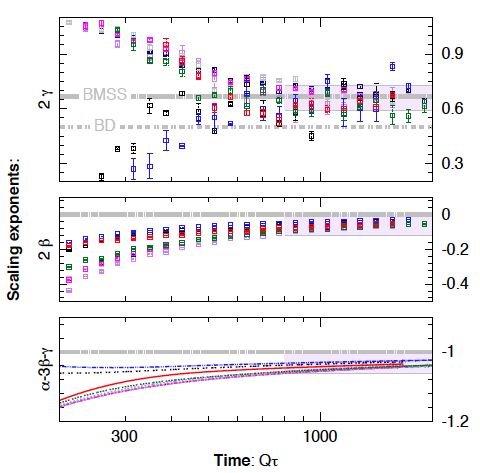 Scaling exponents:
2 γ
BMSS
BD
0.9
0.6
0.3
2 β
0
-0.2
-0.4
α-3β-γ
-1
-1.2
300
1000
Time: Qτ